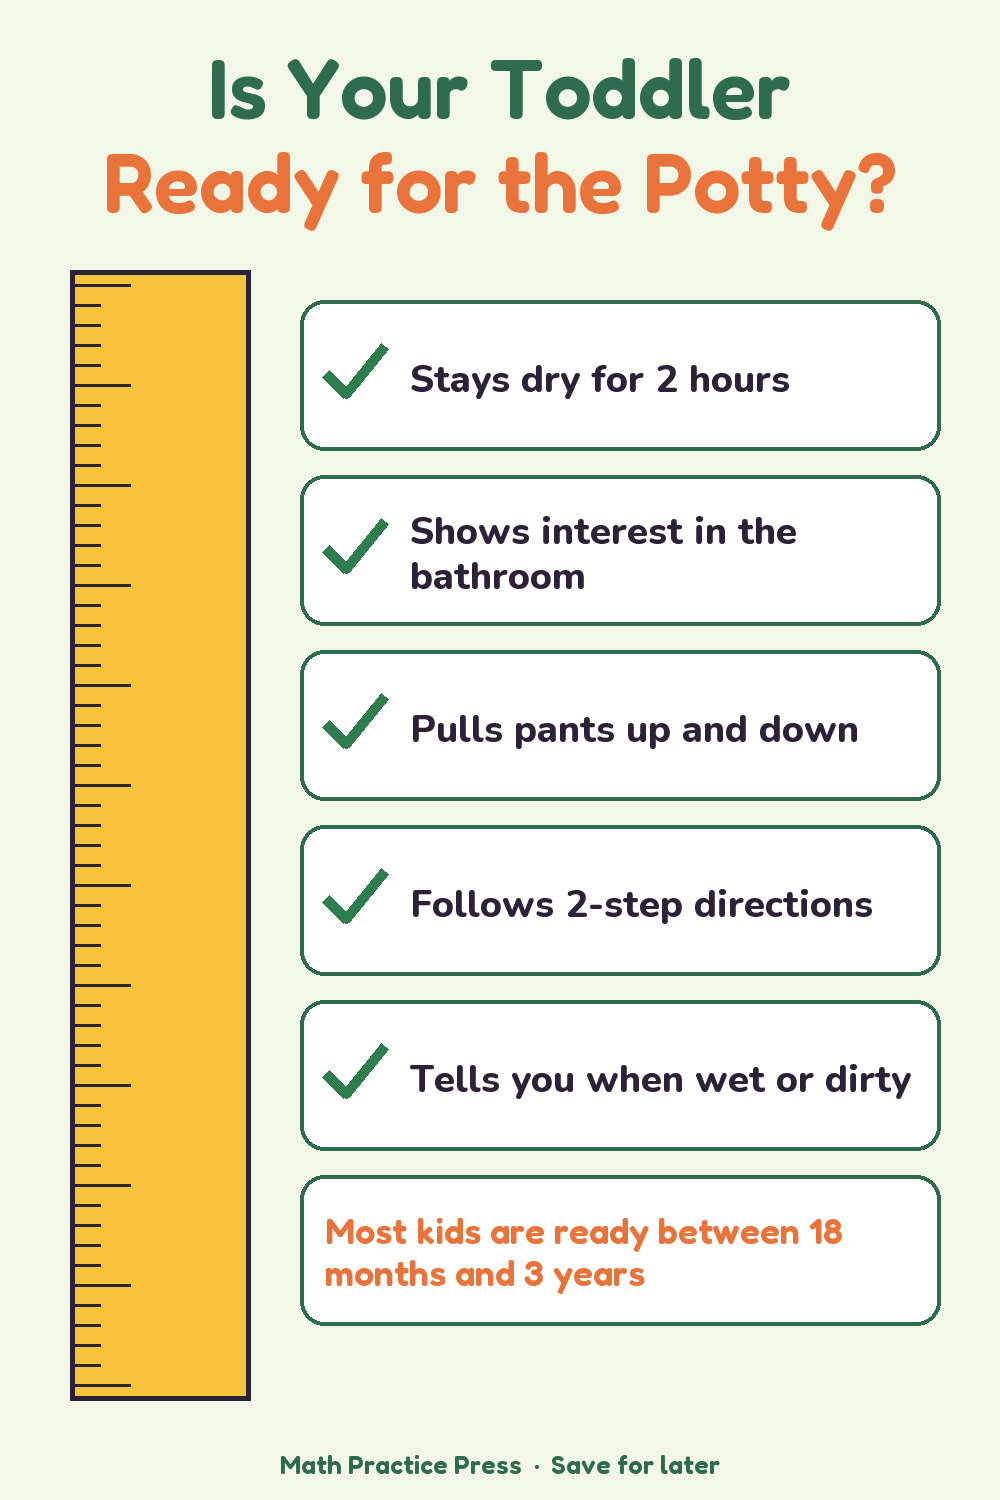 Is Your Toddler
Ready for the Potty?
Stays dry for 2 hours
Shows interest in the
bathroom
Pulls pants up and down
Follows 2-step directions
Tells you when wet or dirty
Most kids are ready between 18
months and 3 years
Math Practice Press · Save for later